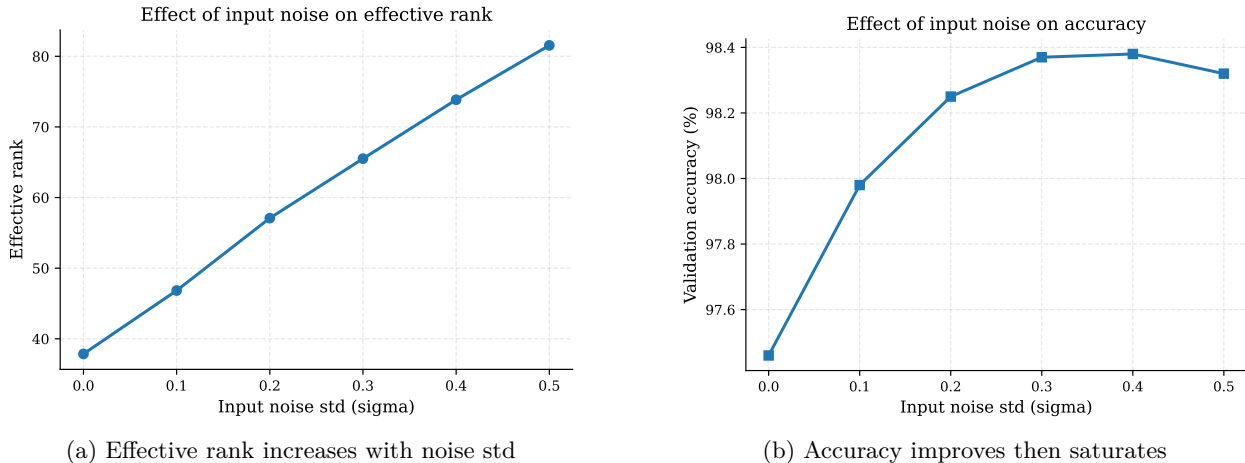 Effect of input noise on effective rank
Effective rank
80
70
60
50
40
0.0 0.1 0.2 0.3 0.4 0.5
Input noise std (sigma)
(a) Effective rank increases with noise std
Effect of input noise on accuracy
Validation accuracy (%)
98.4
98.2
98.0
97.8
97.6
0.0 0.1 0.2 0.3 0.4 0.5
Input noise std (sigma)
(b) Accuracy improves then saturates